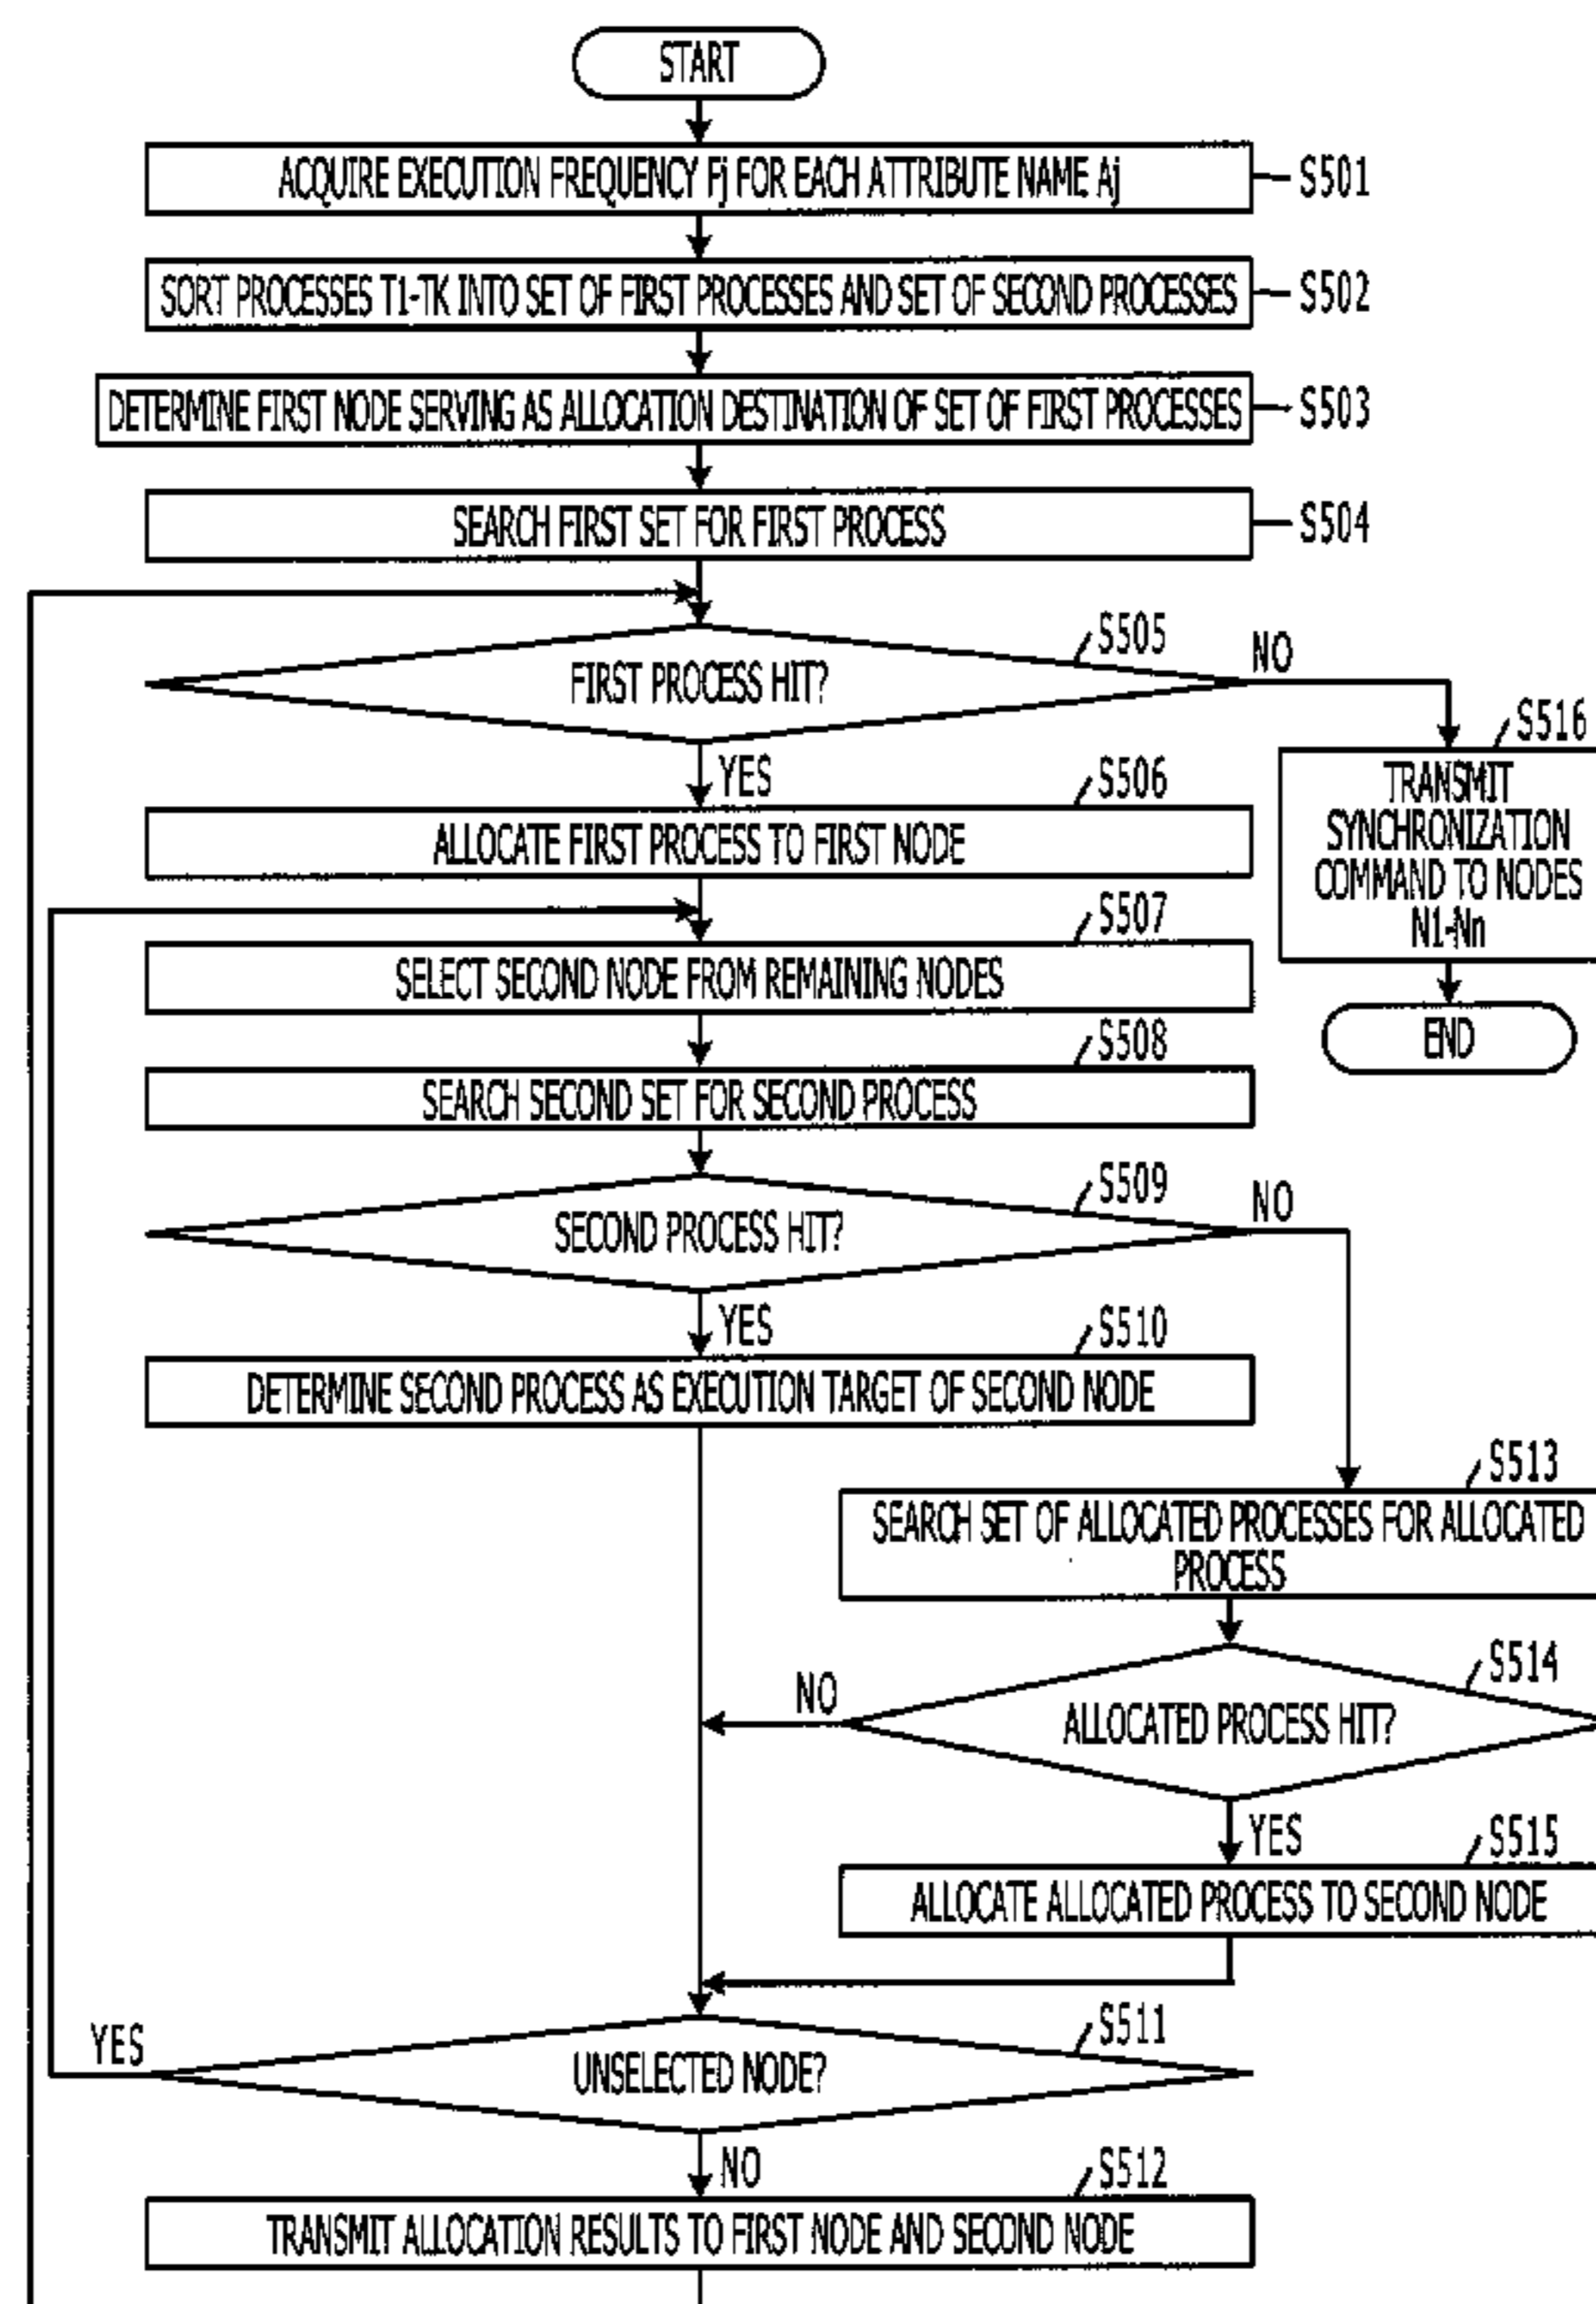 START
ACQUIRE EXECUTION FREQUENCY Fj FOR EACH ATTRIBUTE NAME Aj
S501
SORT PROCESSES T1-TK INTO SET OF FIRST PROCESSES AND SET OF SECOND PROCESSES
S502
DETERMINE FIRST NODE SERVING AS ALLOCATION DESTINATION OF SET OF FIRST PROCESSES
S503
SEARCH FIRST SET FOR FIRST PROCESS
S504
S505
FIRST PROCESS HIT?
NO
YES
S516
TRANSMIT
SYNCHRONIZATION
COMMAND TO NODES
N1-Nn
END
S506
ALLOCATE FIRST PROCESS TO FIRST NODE
S507
SELECT SECOND NODE FROM REMAINING NODES
S508
SEARCH SECOND SET FOR SECOND PROCESS
S509
SECOND PROCESS HIT?
NO
YES
S510
DETERMINE SECOND PROCESS AS EXECUTION TARGET OF SECOND NODE
S513
SEARCH SET OF ALLOCATED PROCESSES FOR ALLOCATED
PROCESS
S514
ALLOCATED PROCESS HIT?
NO
YES
S515
ALLOCATE ALLOCATED PROCESS TO SECOND NODE
S511
UNSELECTED NODE?
YES
NO
S512
TRANSMIT ALLOCATION RESULTS TO FIRST NODE AND SECOND NODE